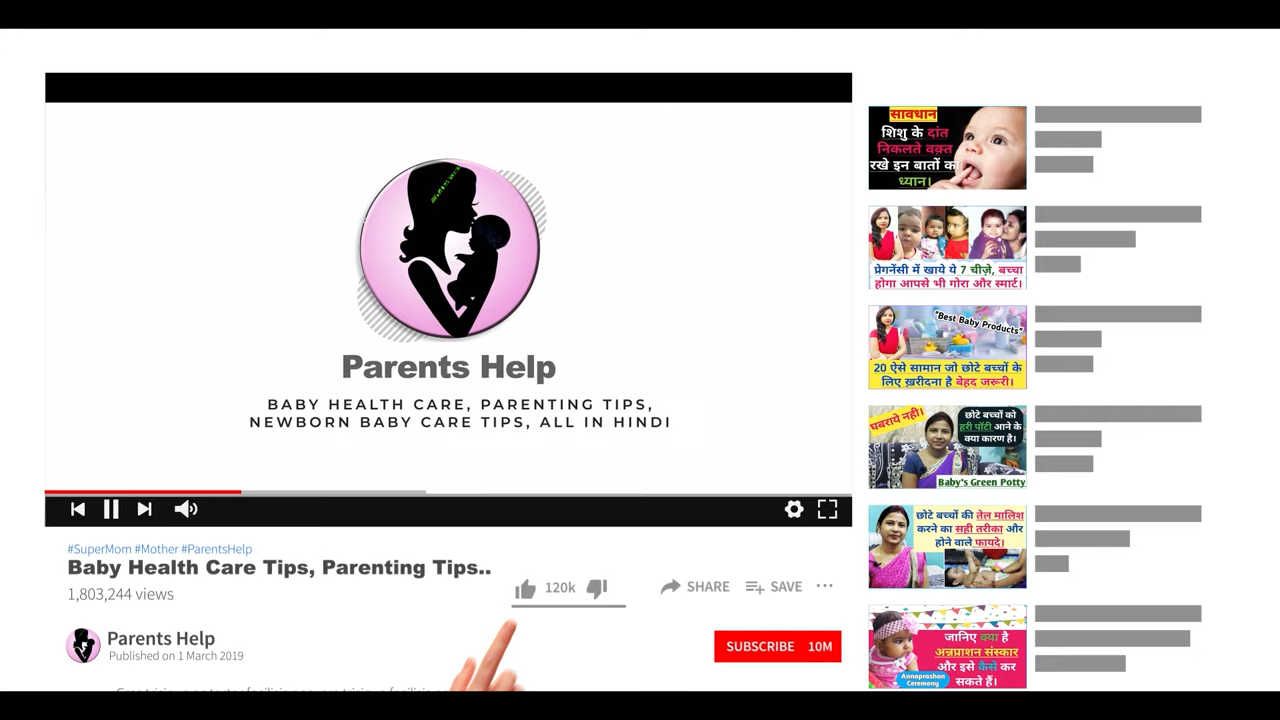 Parents Help
BABY HEALTH CARE, PARENTING TIPS,
NEWBORN BABY CARE TIPS, ALL IN HINDI
#SuperMom #Mother #ParentsHelp
Baby Health Care Tips, Parenting Tips..
1,803,244 views
120k
SHARE
SAVE
Parents Help
Published on 1 March 2019
SUBSCRIBE 10M
सावधान
शिशु के दांत
निकलते वक़्त
रखे इन बातों का
ध्यान।
प्रेगनेंसी में खाये ये 7 चीज़े, बच्चा
होगा आपसे भी गोरा और स्मार्ट।
"Best Baby Products"
20 ऐसे सामान जो छोटे बच्चों के
लिए ख़रीदना है बेहद जरूरी।
घबराये नहीं।
छोटे बच्चों को
हरी पॉटी आने के
क्या कारण है।
Baby's Green Potty
छोटे बच्चों की तेल मालिश
करने का सही तरीका और
होने वाले फायदे।
जानिए क्या है
अन्नप्राशन संस्कार
और इसे कैसे कर
सकते हैं।
Annaprashan
Ceremony